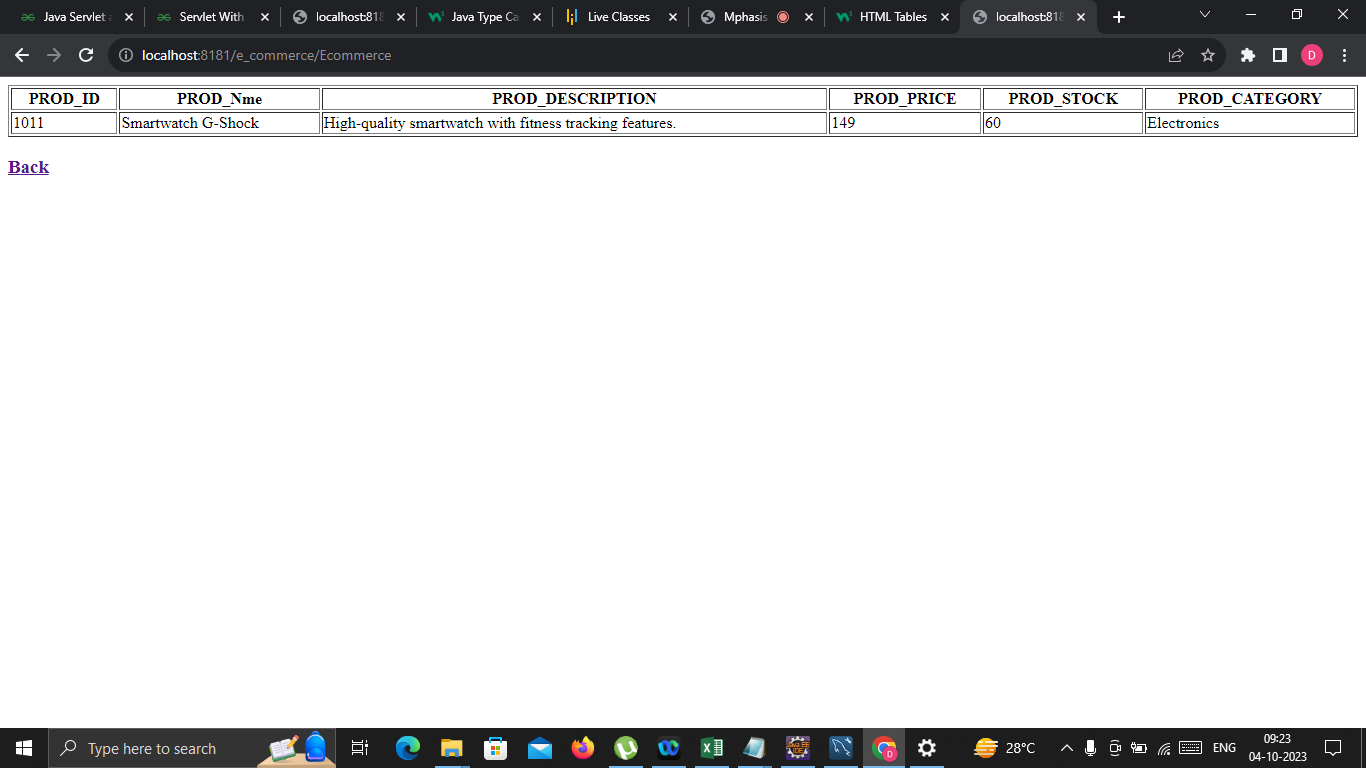 Java Servlet a
Servlet With
localhost:818
Java Type Ca
Live Classes
Mphasis
HTML Tables
localhost:818
localhost:8181/e_commerce/Ecommerce
D
PROD_ID PROD_Nme PROD_DESCRIPTION PROD_PRICE PROD_STOCK PROD_CATEGORY
1011 Smartwatch G-Shock High-quality smartwatch with fitness tracking features. 149 60 Electronics
Back
Type here to search
D
28°C
ENG
09:23
04-10-2023